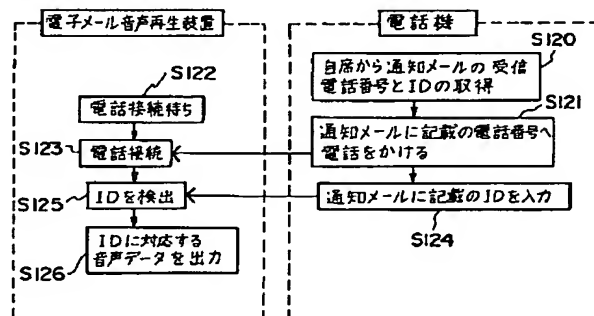 電子メール音声再生装置
S122
電話接続待ち
S123
電話接続
S125
IDを検出
IDに対応する
音声データを出力
S126
電話機
S120
自席から通知メールの受信
電話番号とIDの取得
S121
通知メールに記載の電話番号へ
電話をかける
通知メールに記載のIDを入力
S124